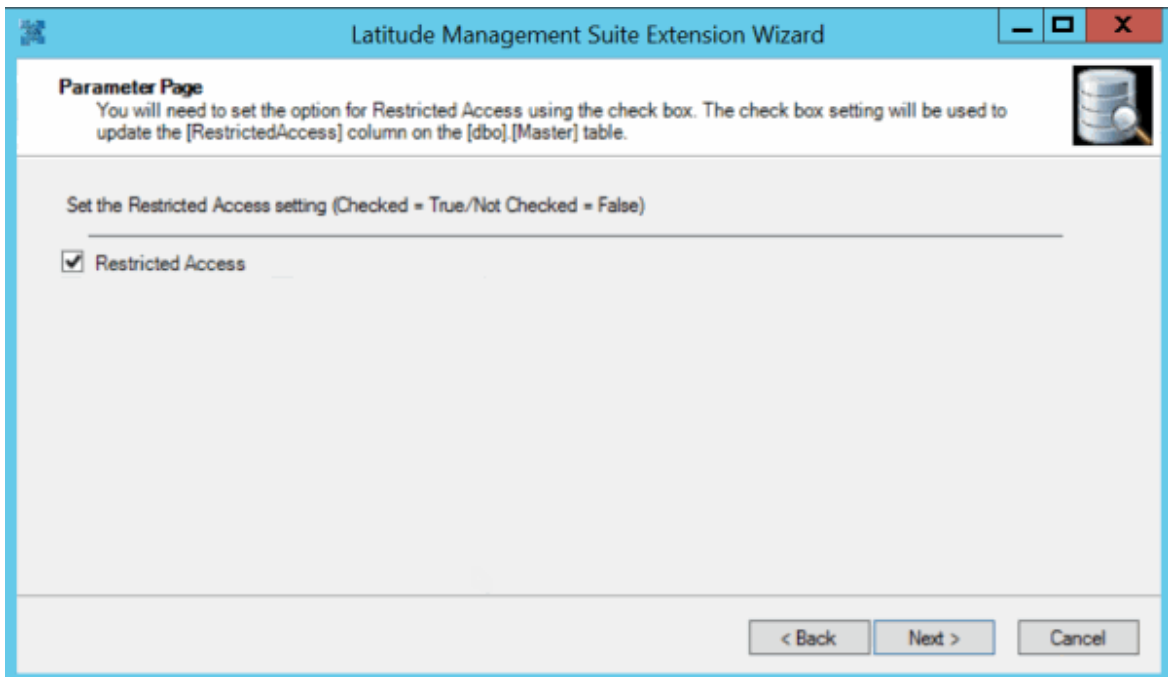 Latitude Management Suite Extension Wizard
Parameter Page
You will need to set the option for Restricted Access using the check box. The check box setting will be used to
update the [RestrictedAccess] column on the [dbo].[Master] table.
Set the Restricted Access setting (Checked = True/Not Checked = False)
Restricted Access
< Back
Next >
Cancel